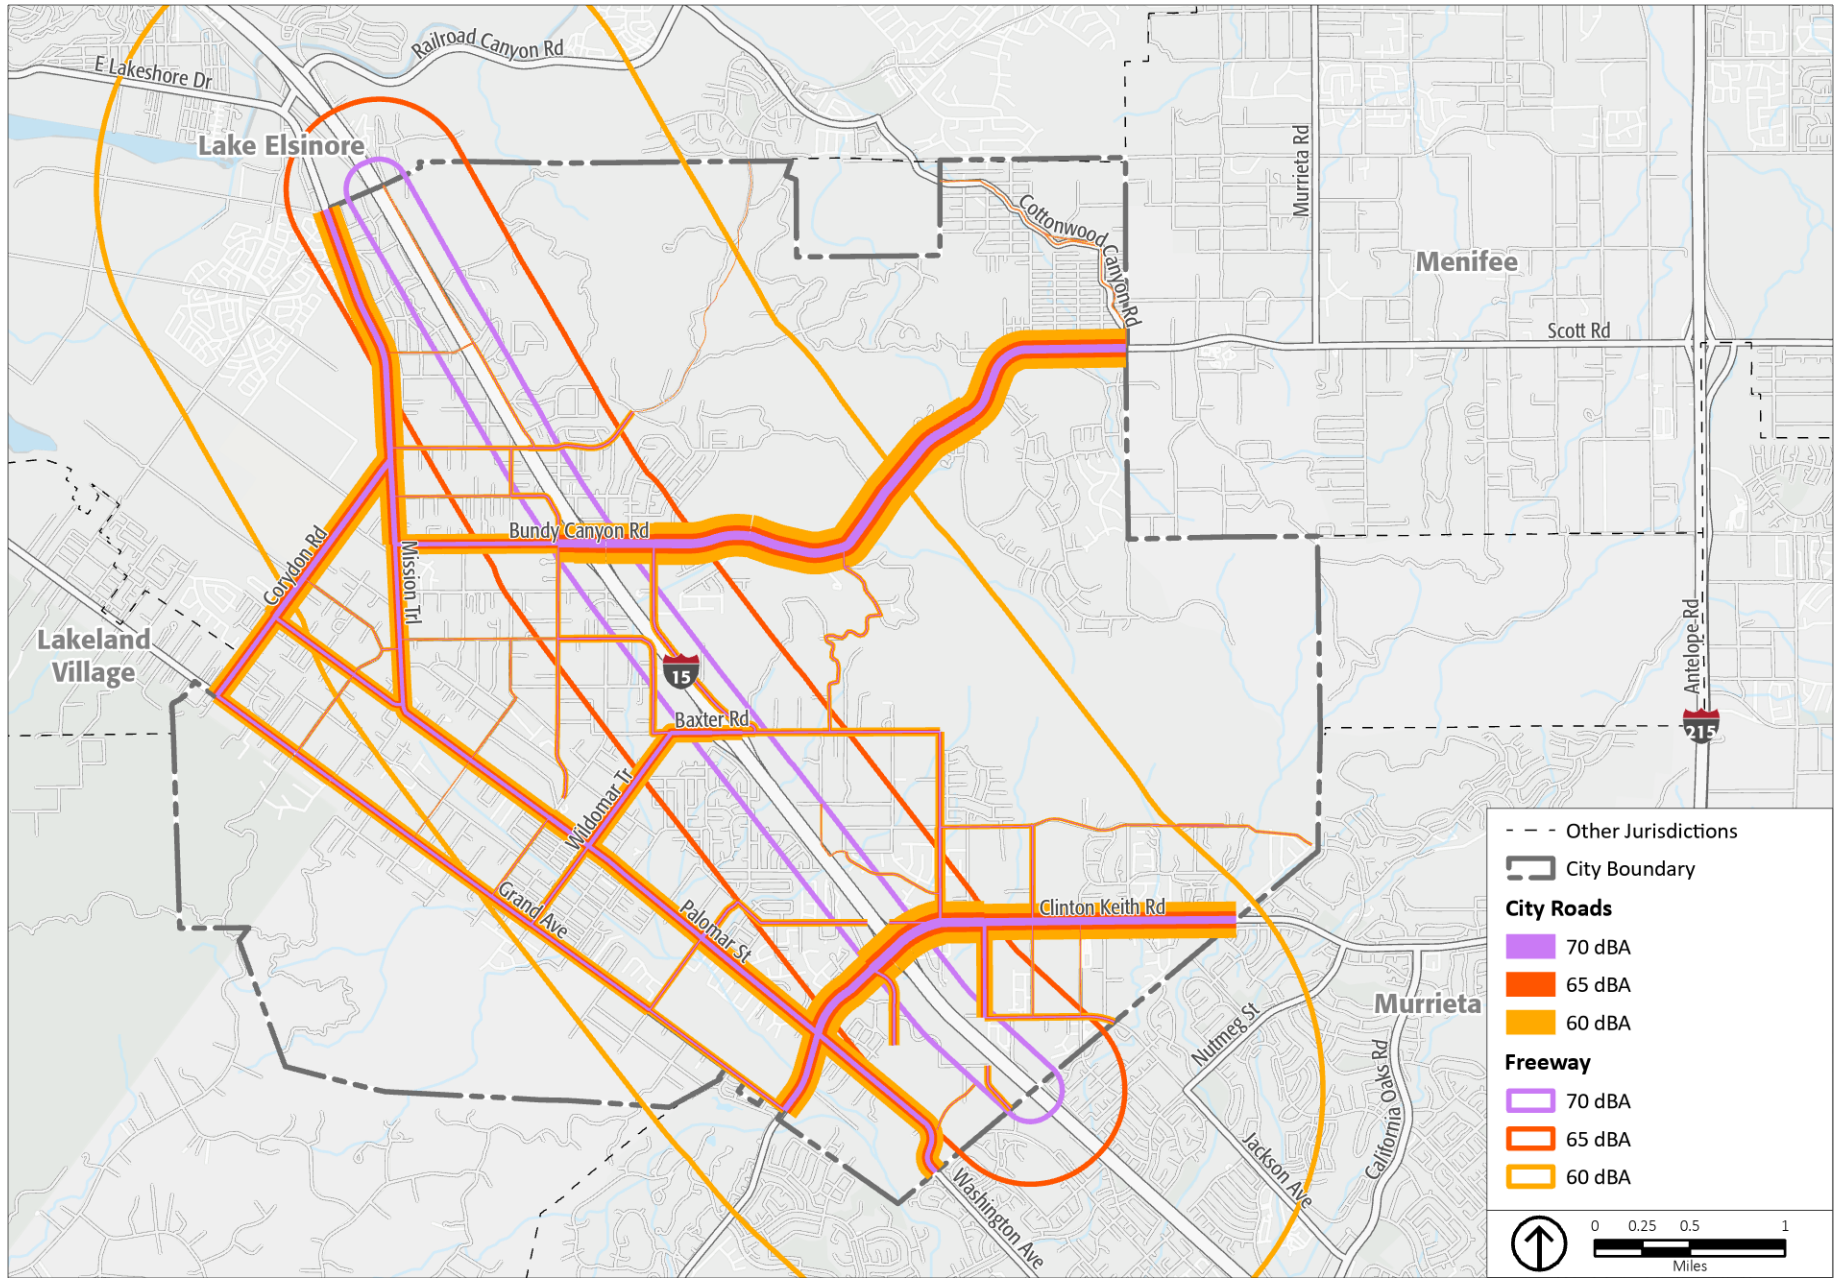 Railroad Canyon Rd
E Lakeshore Dr
Lake Elsinore
Murrieta Rd
Cottonwood Canyon Rd
Menifee
Scott Rd
Bundy Canyon Rd
Corydon Rd
Mission Trl
Lakeland
Village
15
Antelope Rd
Baxter Rd
215
Wildomar Tr
Grand Ave
Palomar St
Clinton Keith Rd
Murrieta
Nutmeg St
California Oaks Rd
Jackson Ave
Washington Ave
Other Jurisdictions
City Boundary
City Roads
70 dBA
65 dBA
60 dBA
Freeway
70 dBA
65 dBA
60 dBA
0 0.25 0.5 1
Miles